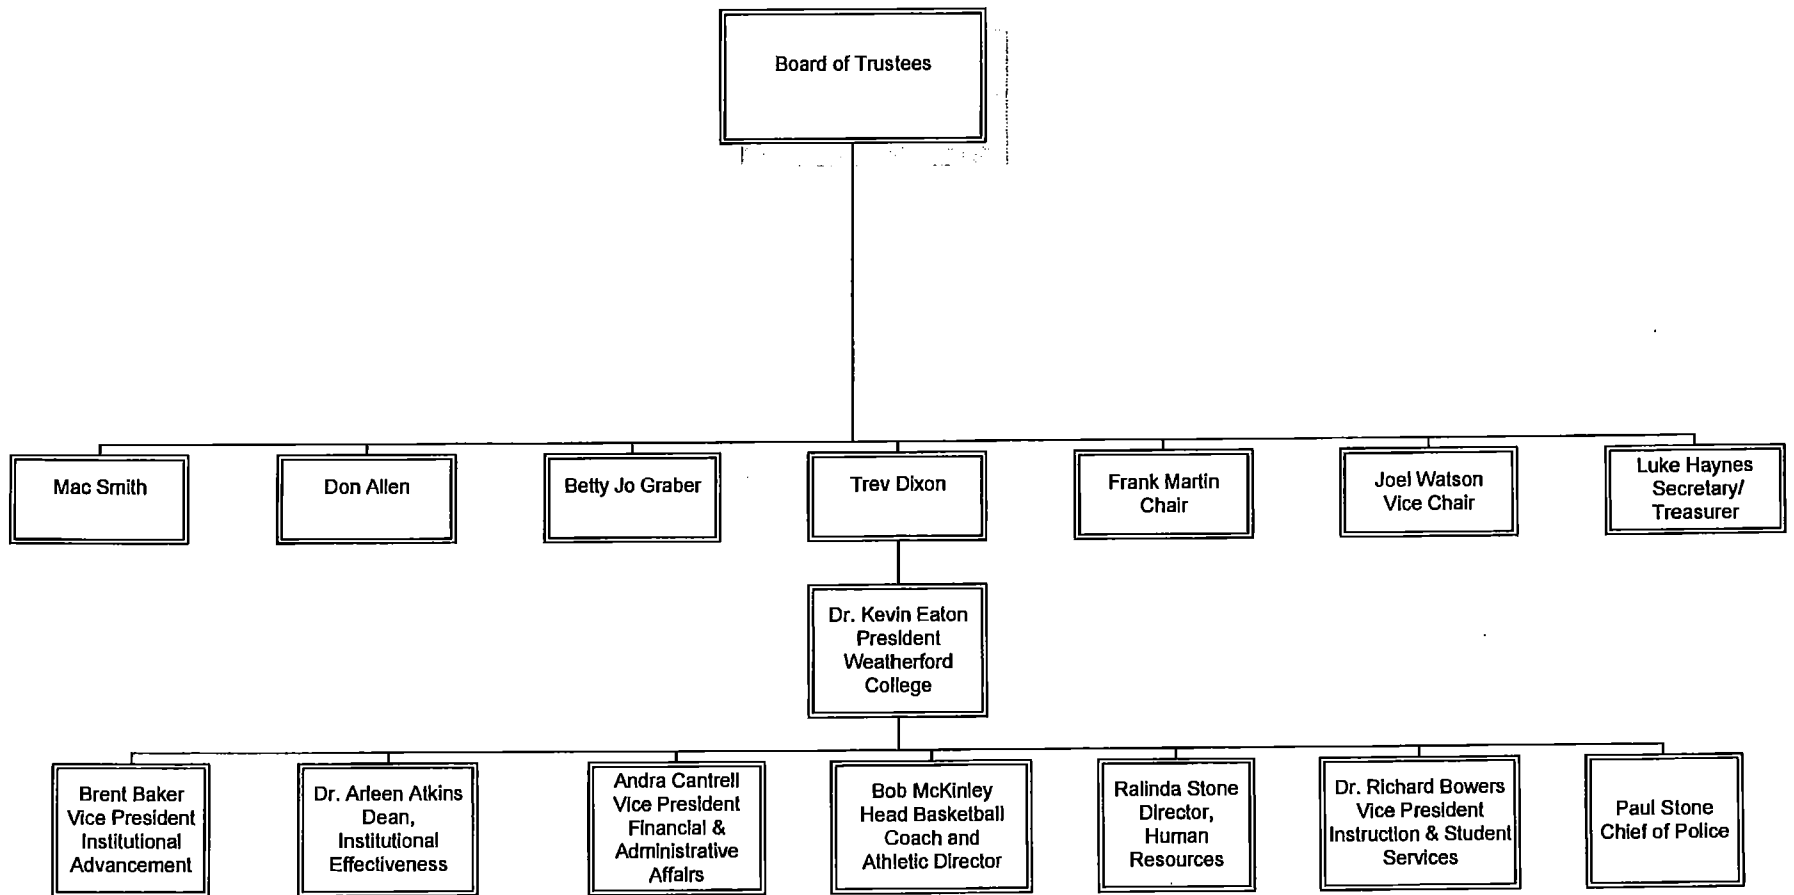 Board of Trustees
Mac Smith
Don Allen
Betty Jo Graber
Trev Dixon
Frank Martin
Chair
Joel Watson
Vice Chair
Luke Haynes
Secretary/
Treasurer
Dr. Kevin Eaton
President
Weatherford
College
Brent Baker
Vice President
Institutional
Advancement
Dr. Arleen Atkins
Dean,
Institutional
Effectiveness
Andra Cantrell
Vice President
Financial &
Administrative
Affairs
Bob McKinley
Head Basketball
Coach and
Athletic Director
Ralinda Stone
Director,
Human
Resources
Dr. Richard Bowers
Vice President
Instruction & Student
Services
Paul Stone
Chief of Police